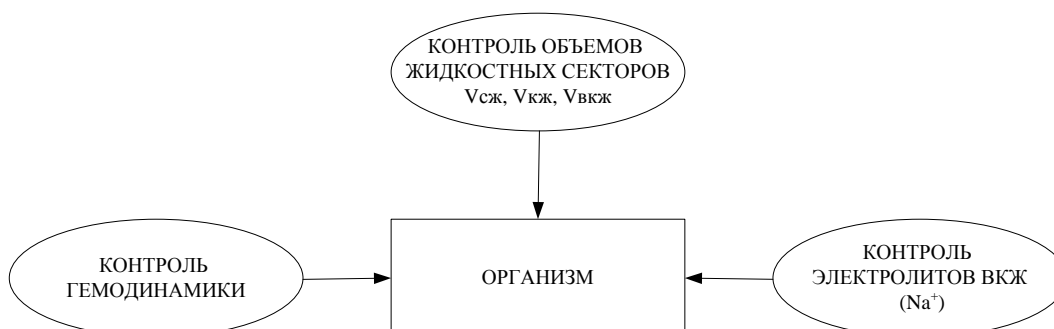 КОНТРОЛЬ ОБЪЕМОВ
ЖИДКОСТНЫХ СЕКТОРОВ
Vсж, Vкж, Vвкж
КОНТРОЛЬ
ГЕМОДИНАМИКИ
ОРГАНИЗМ
КОНТРОЛЬ
ЭЛЕКТРОЛИТОВ ВКЖ
(Na⁺)